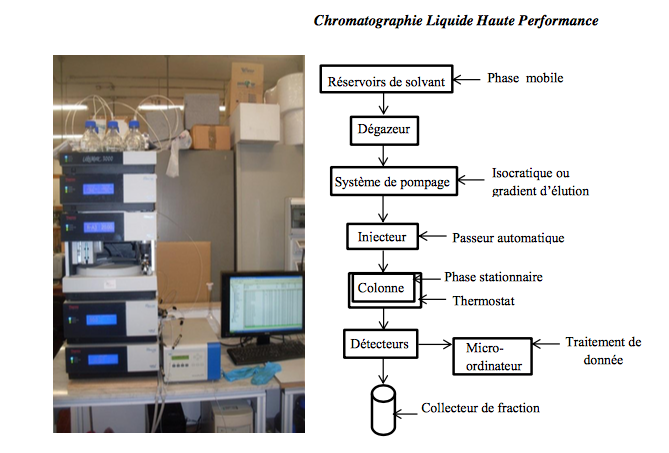 Chromatographie Liquide Haute Performance
Réservoirs de solvant
Phase mobile
Dégazeur
Système de pompage
Isocratique ou
gradient d'élution
Injecteur
Passeur automatique
Phase stationnaire
Colonne
Thermostat
Détecteurs
Micro-
ordinateur
Traitement de
donnée
Collecteur de fraction